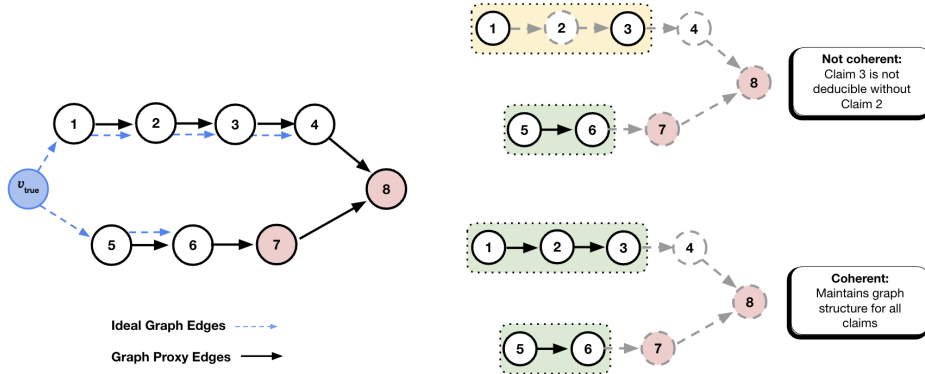 1 2 3 4
v_true
8
5 6 7
Ideal Graph Edges
Graph Proxy Edges
1 2 3 4
8
5 6 7
Not coherent:
Claim 3 is not
deducible without
Claim 2
1 2 3 4
8
5 6 7
Coherent:
Maintains graph
structure for all
claims